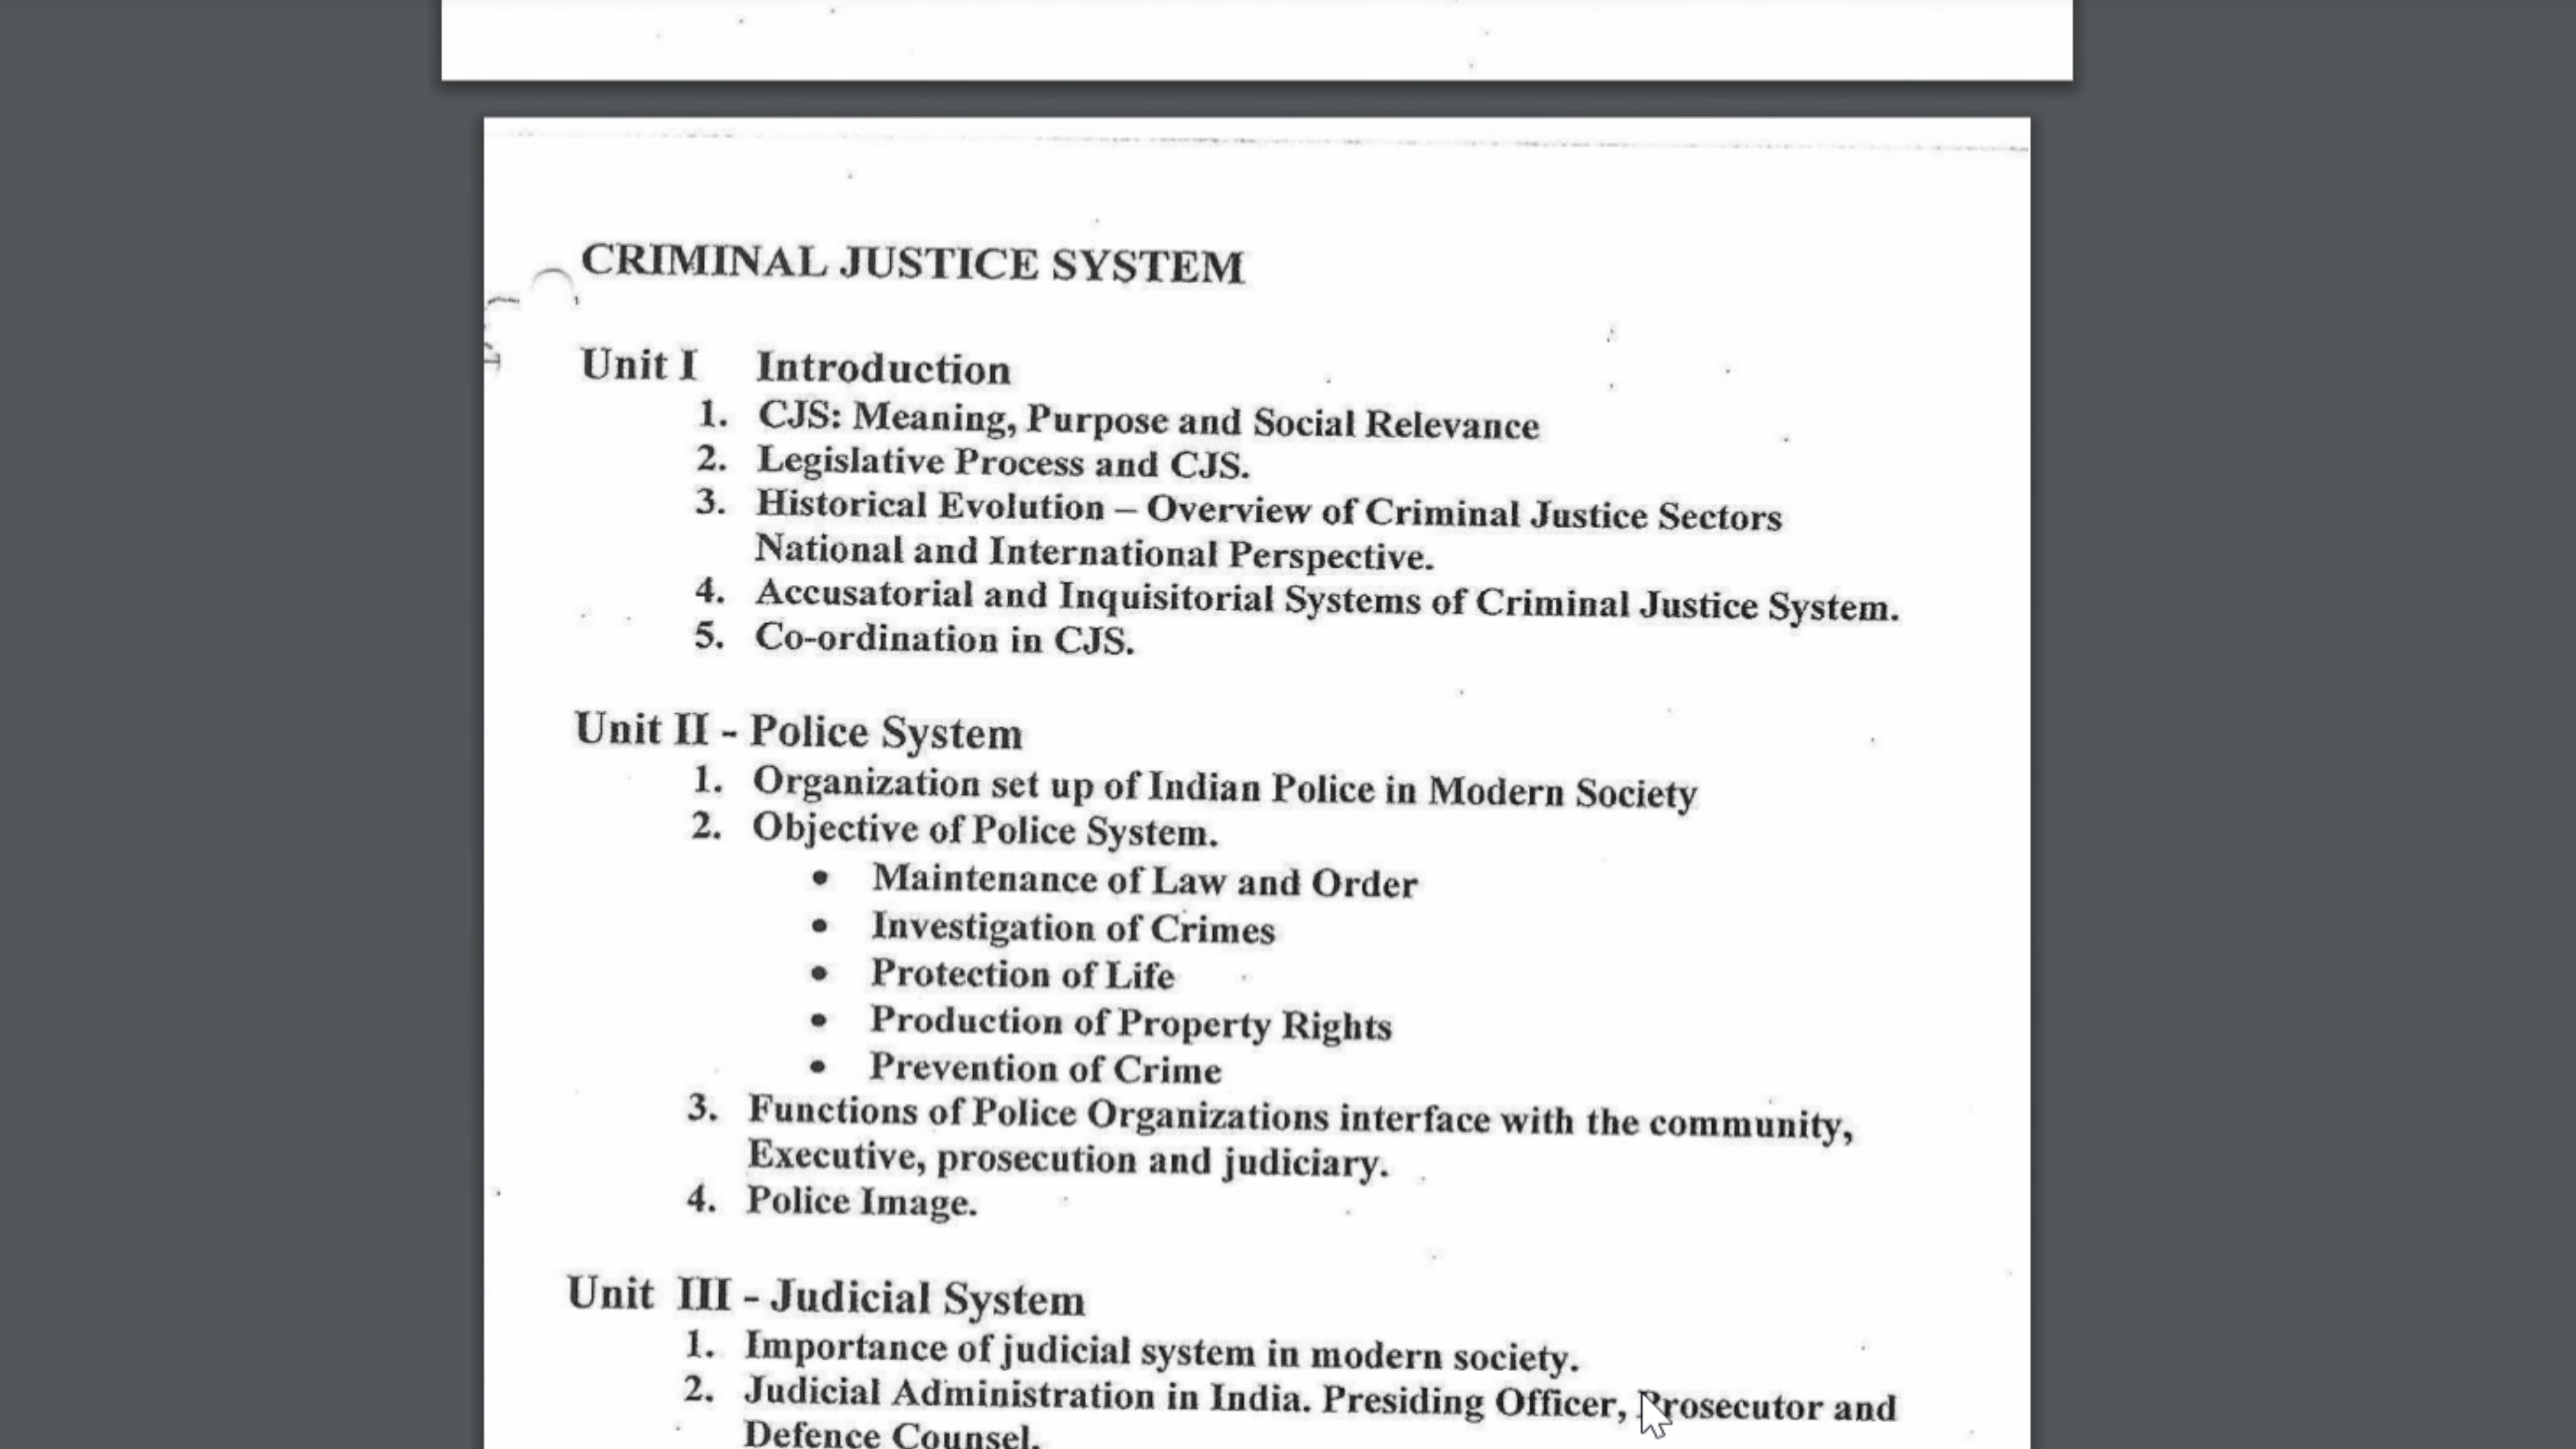 CRIMINAL JUSTICE SYSTEM
Unit I Introduction
1. CJS: Meaning, Purpose and Social Relevance
2. Legislative Process and CJS.
3. Historical Evolution – Overview of Criminal Justice Sectors
National and International Perspective.
4. Accusatorial and Inquisitorial Systems of Criminal Justice System.
5. Co-ordination in CJS.
Unit II - Police System
1. Organization set up of Indian Police in Modern Society
2. Objective of Police System.
• Maintenance of Law and Order
• Investigation of Crimes
• Protection of Life
• Production of Property Rights
• Prevention of Crime
3. Functions of Police Organizations interface with the community,
Executive, prosecution and judiciary.
4. Police Image.
Unit III - Judicial System
1. Importance of judicial system in modern society.
2. Judicial Administration in India. Presiding Officer, Prosecutor and
Defence Counsel.